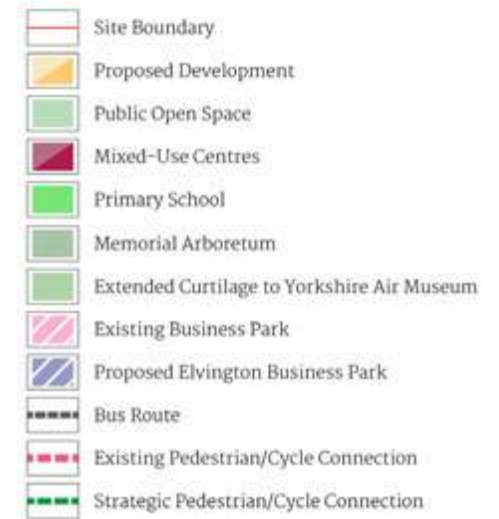 Site Boundary
Proposed Development
Public Open Space
Mixed-Use Centres
Primary School
Memorial Arboretum
Extended Curtilage to Yorkshire Air Museum
Existing Business Park
Proposed Elvington Business Park
Bus Route
Existing Pedestrian/Cycle Connection
Strategic Pedestrian/Cycle Connection